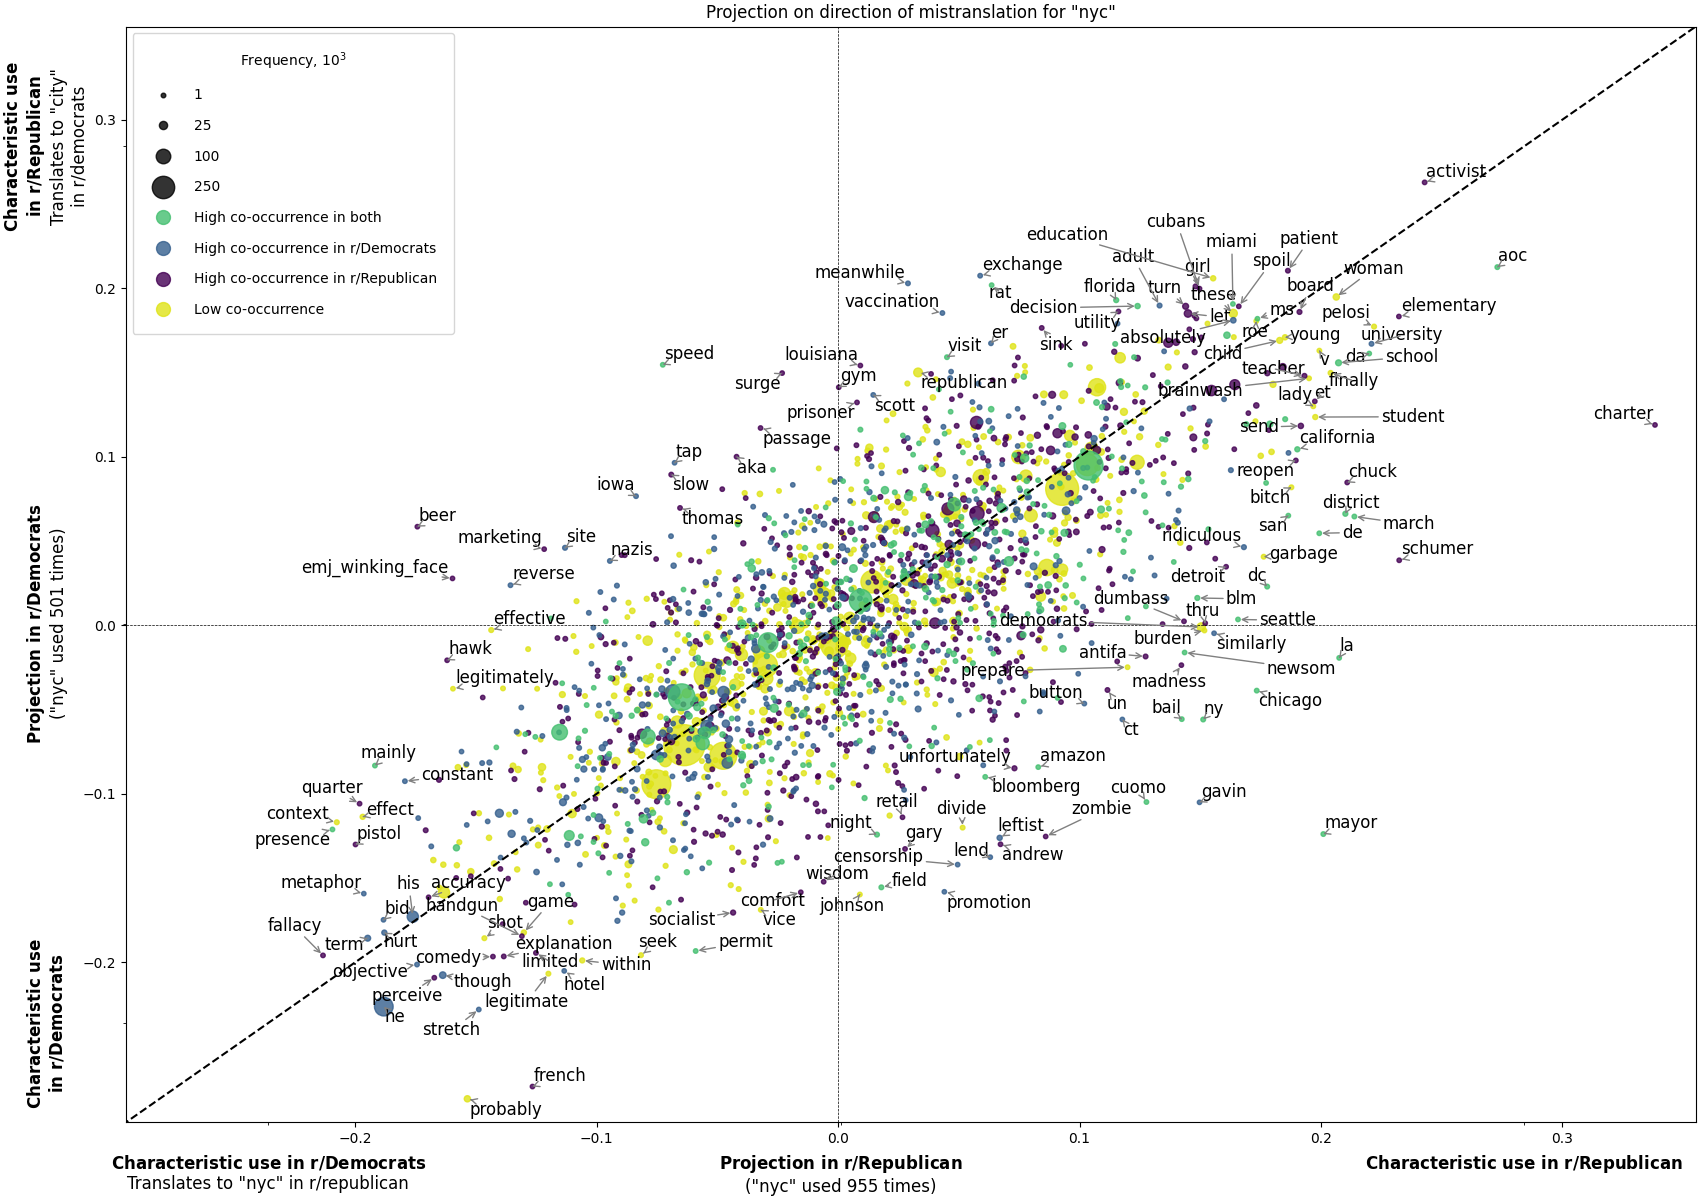 Projection on direction of mistranslation for "nyc"
Characteristic use
in r/Republican
Translates to "city"
in r/democrats
Projection in r/Democrats
("nyc" used 501 times)
Characteristic use
in r/Democrats
Frequency, 10³
1
25
100
250
High co-occurrence in both
High co-occurrence in r/Democrats
High co-occurrence in r/Republican
Low co-occurrence
0.3
0.2
0.1
0.0
−0.1
−0.2
activist
cubans
education
miami
patient
adult
spoil
aoc
meanwhile
exchange
girl
woman
florida
turn
these
board
vaccination
rat
decision
let
ms
pelosi
elementary
utility
er
absolutely
roe
young
university
speed
louisiana
visit
sink
child
v
da
school
surge
gym
republican
teacher
finally
brainwash
lady
et
prisoner
scott
student
charter
passage
send
california
tap
aka
reopen
chuck
iowa
slow
bitch
district
beer
thomas
san
march
marketing
site
ridiculous
de
nazis
garbage
schumer
emj_winking_face
reverse
detroit
dc
dumbass
blm
effective
democrats
thru
seattle
burden
similarly
hawk
antifa
la
legitimately
prepare
newsom
madness
button
un
bail
ny
chicago
ct
mainly
unfortunately
amazon
constant
quarter
bloomberg
cuomo
gavin
context
effect
retail
divide
zombie
presence
pistol
night
gary
leftist
mayor
censorship
lend
andrew
metaphor
his
accuracy
wisdom
field
bid
handgun
game
comfort
johnson
promotion
fallacy
shot
socialist
vice
term
hurt
explanation
seek
permit
objective
comedy
limited
within
perceive
though
hotel
legitimate
he
stretch
french
probably
−0.2
−0.1
0.0
0.1
0.2
0.3
Characteristic use in r/Democrats
Translates to "nyc" in r/republican
Projection in r/Republican
("nyc" used 955 times)
Characteristic use in r/Republican